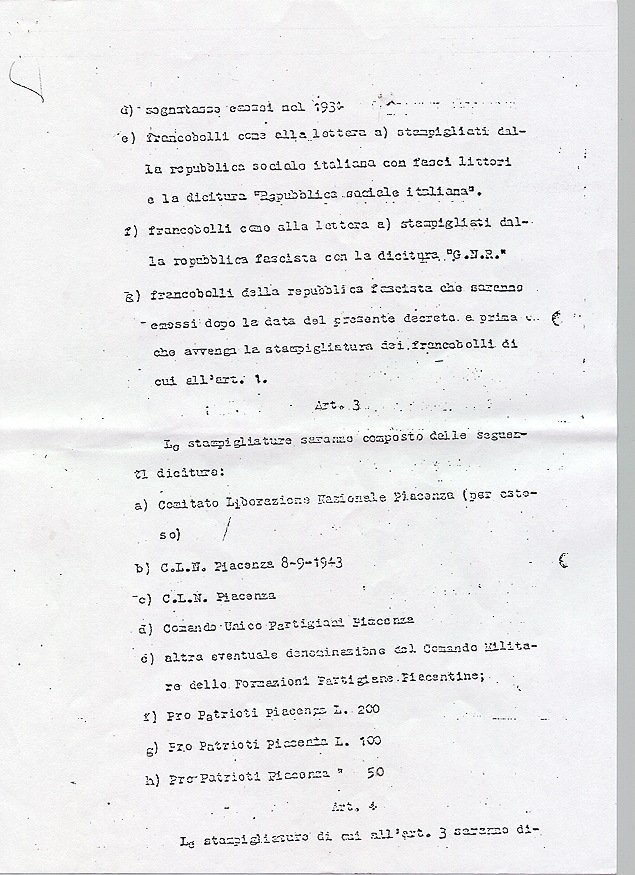 d) segnatasse emessi nel 1934
e) francobolli come alla lettera a) stampigliati dal-
la repubblica sociale italiana con fasci littori
e la dicitura "Repubblica sociale italiana".
f) francobolli come alla lettera a) stampigliati dal-
la repubblica fascista con la dicitura "G.N.R."
g) francobolli della repubblica fascista che saranno
emessi dopo la data del presente decreto e prima
che avvenga la stampigliatura dei francobolli di
cui all'art. 1.
Art. 3
Le stampigliature saranno composte delle seguen-
ti diciture:
a) Comitato Liberazione Nazionale Piacenza (per este-
so)
b) C.L.N. Piacenza 8-9-1943
c) C.L.N. Piacenza
d) Comando Unico Partigiani Piacenza
e) altra eventuale denominazione del Comando Milita-
re delle Formazioni Partigiane Piacentine;
f) Pro Patrioti Piacenza L. 200
g) Pro Patrioti Piacenza L. 100
h) Pro Patrioti Piacenza " 50
Art. 4
Le stampigliature di cui all'art. 3 saranno di-